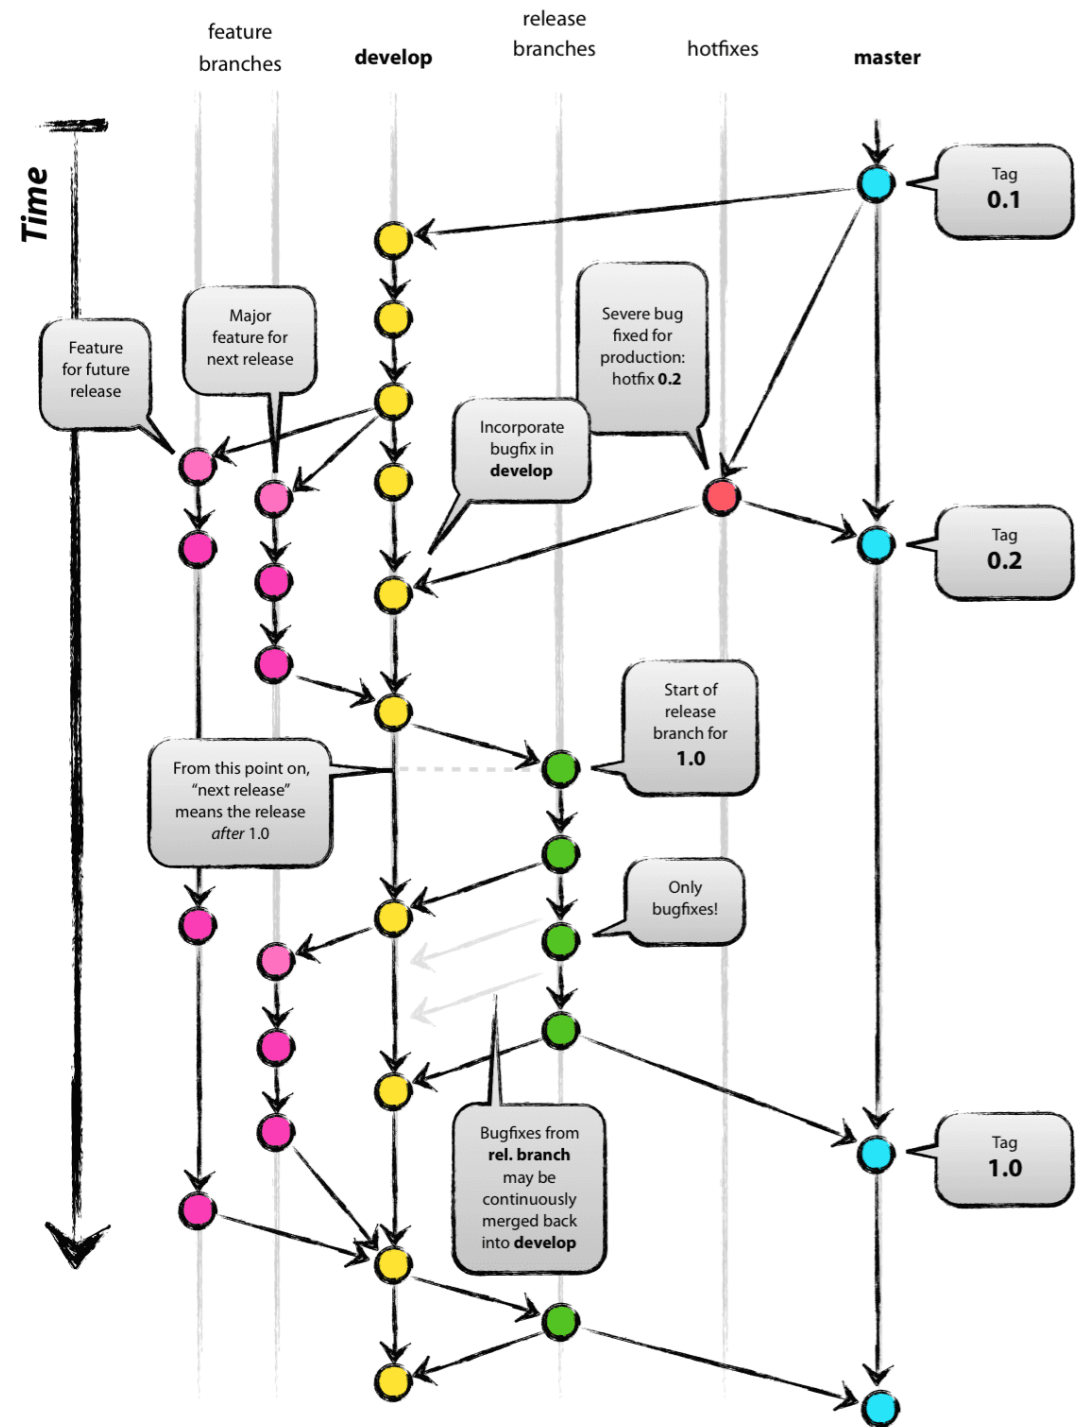 feature
branches
develop
release
branches
hotfixes
master
Time
Tag
0.1
Major
feature for
next release
Feature
for future
release
Severe bug
fixed for
production:
hotfix 0.2
Incorporate
bugfix in
develop
Tag
0.2
Start of
release
branch for
1.0
From this point on,
“next release”
means the release
after 1.0
Only
bugfixes!
Bugfixes from
rel. branch
may be
continuously
merged back
into develop
Tag
1.0